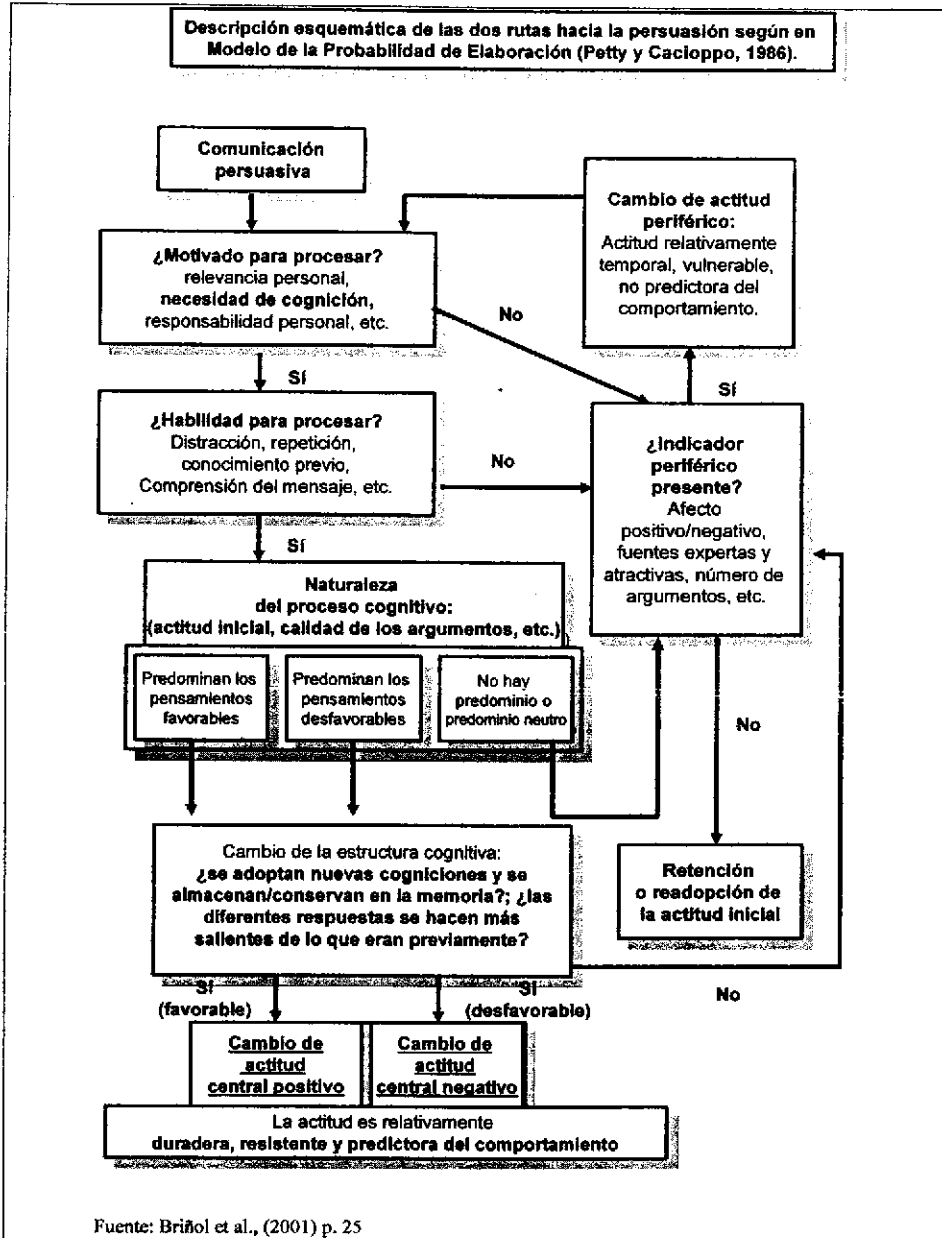 Descripción esquemática de las dos rutas hacia la persuasión según en
Modelo de la Probabilidad de Elaboración (Petty y Cacioppo, 1986).
Comunicación
persuasiva
Cambio de actitud
periférico:
Actitud relativamente
temporal, vulnerable,
no predictora del
comportamiento.
¿Motivado para procesar?
relevancia personal,
necesidad de cognición,
responsabilidad personal, etc.
No
Sí
Sí
¿Habilidad para procesar?
Distracción, repetición,
conocimiento previo,
Comprensión del mensaje, etc.
No
¿Indicador
periférico
presente?
Afecto
positivo/negativo,
fuentes expertas y
atractivas, número de
argumentos, etc.
Sí
Naturaleza
del proceso cognitivo:
(actitud inicial, calidad de los argumentos, etc.)
Predominan los
pensamientos
favorables
Predominan los
pensamientos
desfavorables
No hay
predominio o
predominio neutro
No
Cambio de la estructura cognitiva:
¿se adoptan nuevas cogniciones y se
almacenan/conservan en la memoria?; ¿las
diferentes respuestas se hacen más
salientes de lo que eran previamente?
Retención
o readopción de
la actitud inicial
No
Sí
(favorable)
Sí
(desfavorable)
Cambio de
actitud
central positivo
Cambio de
actitud
central negativo
La actitud es relativamente
duradera, resistente y predictora del comportamiento
Fuente: Briñol et al., (2001) p. 25